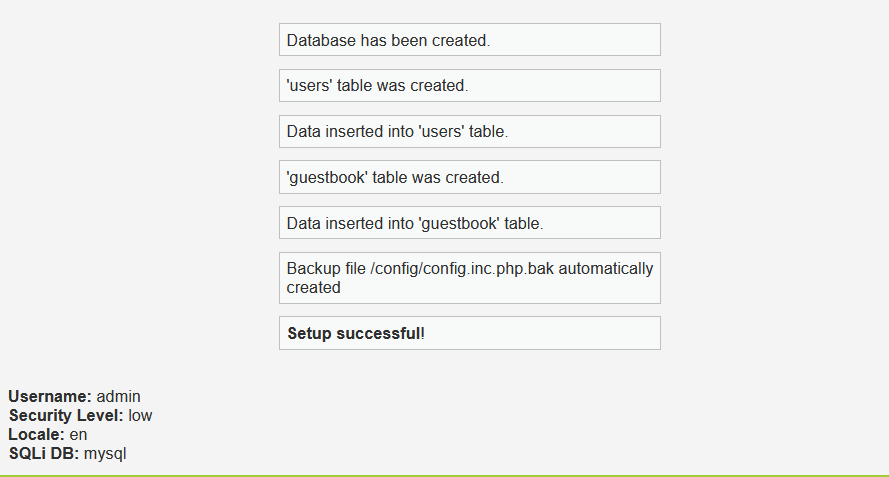 Database has been created.
'users' table was created.
Data inserted into 'users' table.
'guestbook' table was created.
Data inserted into 'guestbook' table.
Backup file /config/config.inc.php.bak automatically
created
Setup successful!
Username: admin
Security Level: low
Locale: en
SQLi DB: mysql